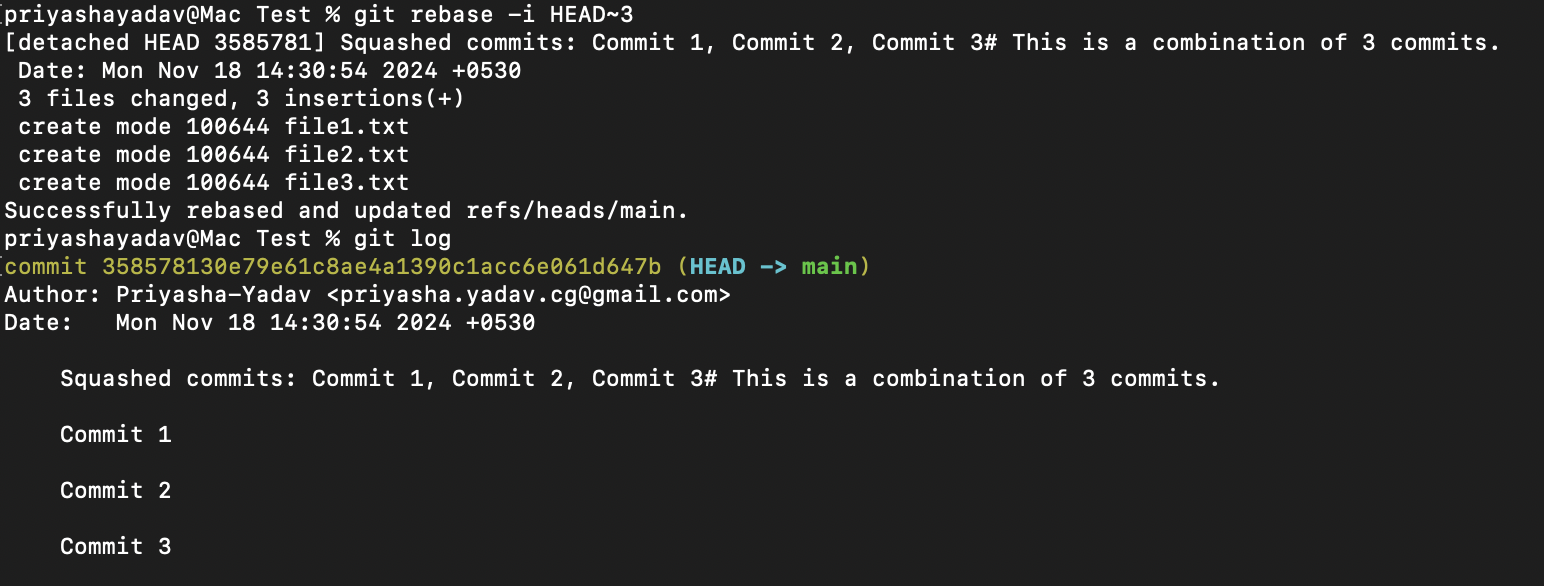 priyashayadav@Mac Test % git rebase -i HEAD~3
[detached HEAD 3585781] Squashed commits: Commit 1, Commit 2, Commit 3# This is a combination of 3 commits.
 Date: Mon Nov 18 14:30:54 2024 +0530
 3 files changed, 3 insertions(+)
 create mode 100644 file1.txt
 create mode 100644 file2.txt
 create mode 100644 file3.txt
Successfully rebased and updated refs/heads/main.
priyashayadav@Mac Test % git log
commit 358578130e79e61c8ae4a1390c1acc6e061d647b (HEAD -> main)
Author: Priyasha-Yadav <priyasha.yadav.cg@gmail.com>
Date:   Mon Nov 18 14:30:54 2024 +0530

    Squashed commits: Commit 1, Commit 2, Commit 3# This is a combination of 3 commits.

    Commit 1

    Commit 2

    Commit 3